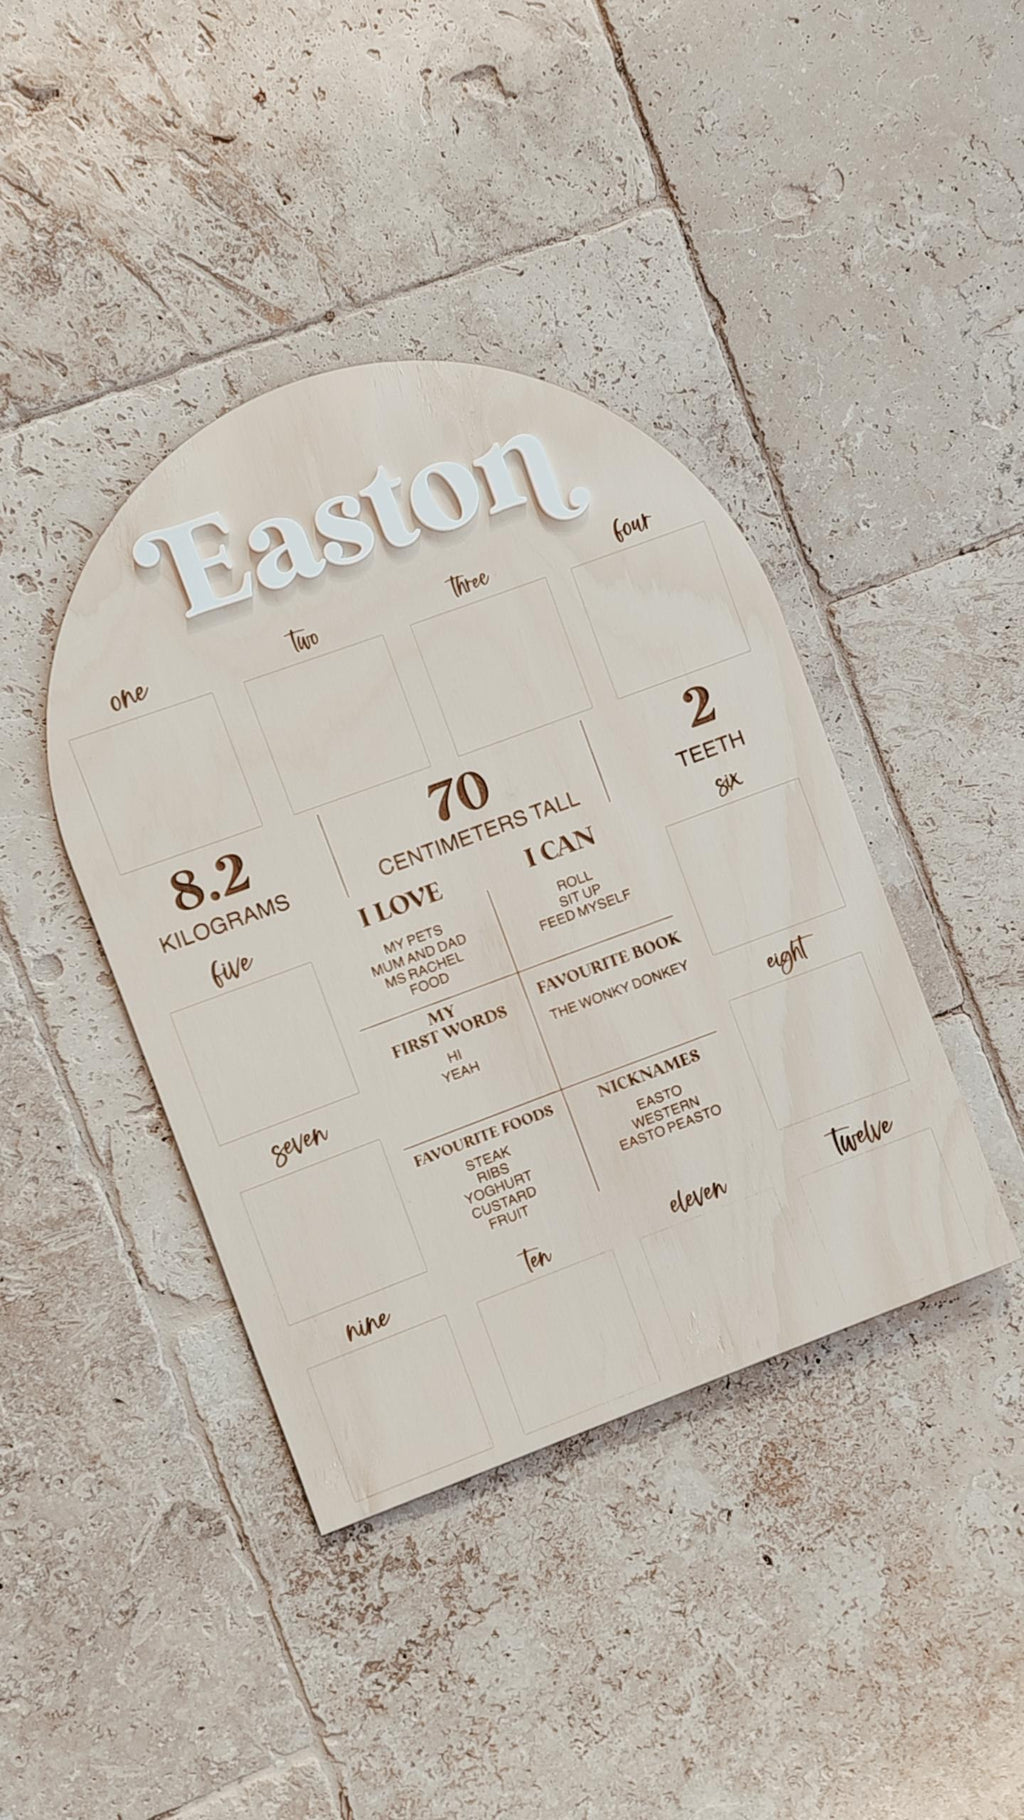 Easton
one
two
three
four
8.2
KILOGRAMS
70
CENTIMETERS TALL
2
TEETH
five
six
I LOVE
MY PETS
MUM AND DAD
MS RACHEL
FOOD
I CAN
ROLL
SIT UP
FEED MYSELF
MY
FIRST WORDS
HI
YEAH
FAVOURITE BOOK
THE WONKY DONKEY
FAVOURITE FOODS
STEAK
RIBS
YOGHURT
CUSTARD
FRUIT
NICKNAMES
EASTO
WESTERN
EASTO PEASTO
seven
eight
nine
ten
eleven
twelve